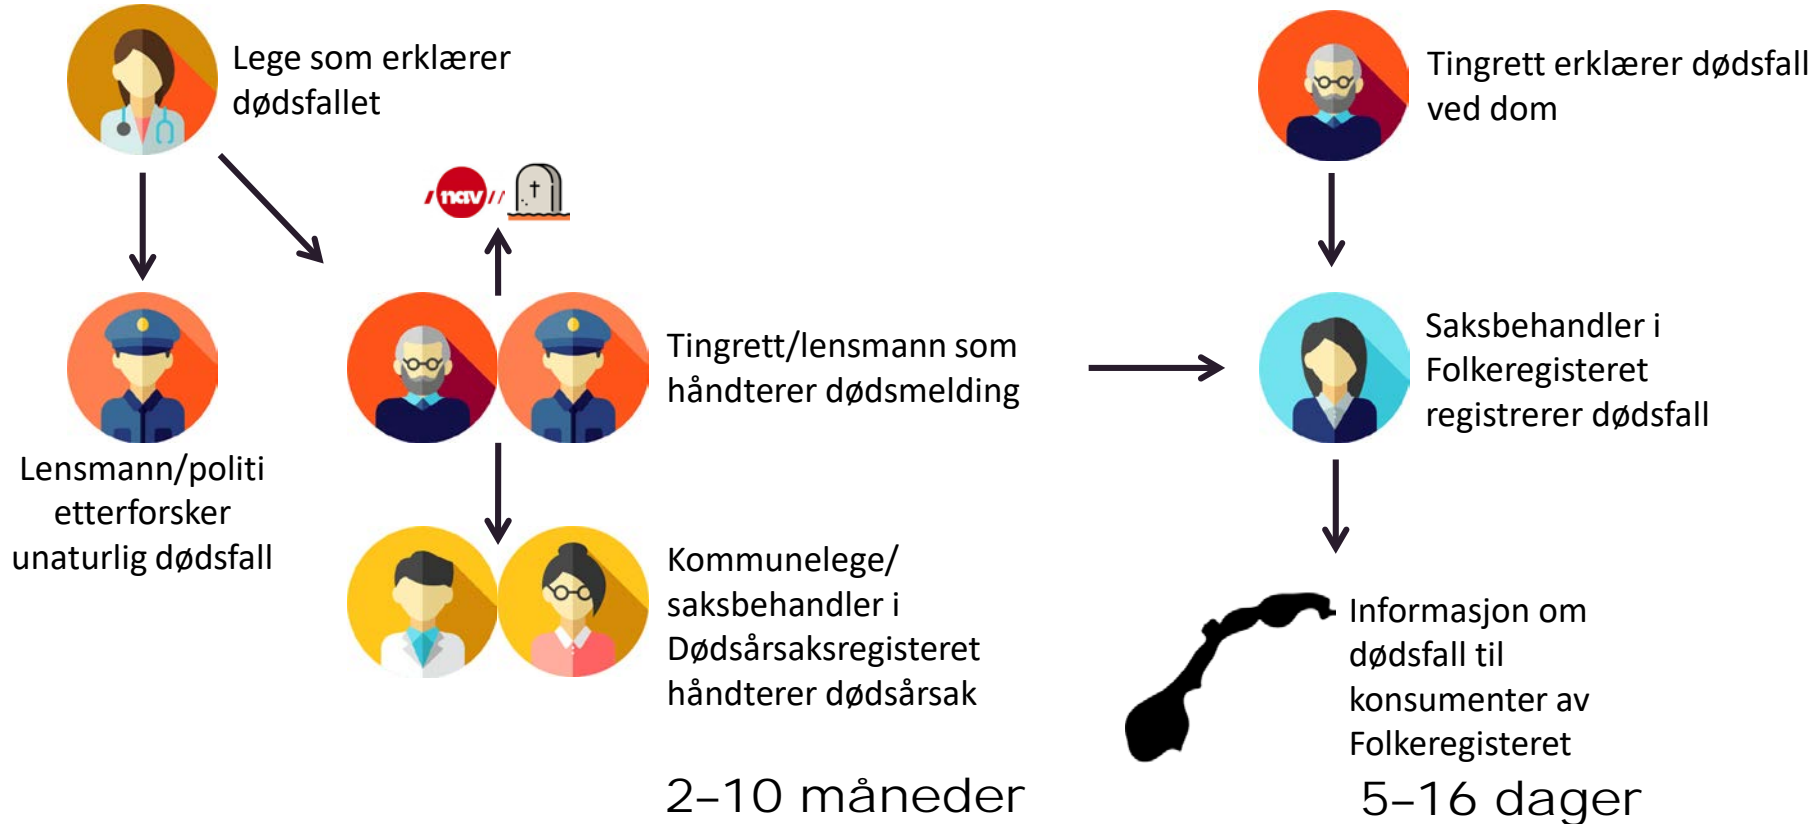 Lege som erklærer
dødsfallet
Tingrett erklærer dødsfall
ved dom
/nav//
Tingrett/lensmann som
håndterer dødsmelding
Saksbehandler i
Folkeregisteret
registrerer dødsfall
Lensmann/politi
etterforsker
unaturlig dødsfall
Kommunelege/
saksbehandler i
Dødsårsaksregisteret
håndterer dødsårsak
Informasjon om
dødsfall til
konsumenter av
Folkeregisteret
2–10 måneder
5–16 dager